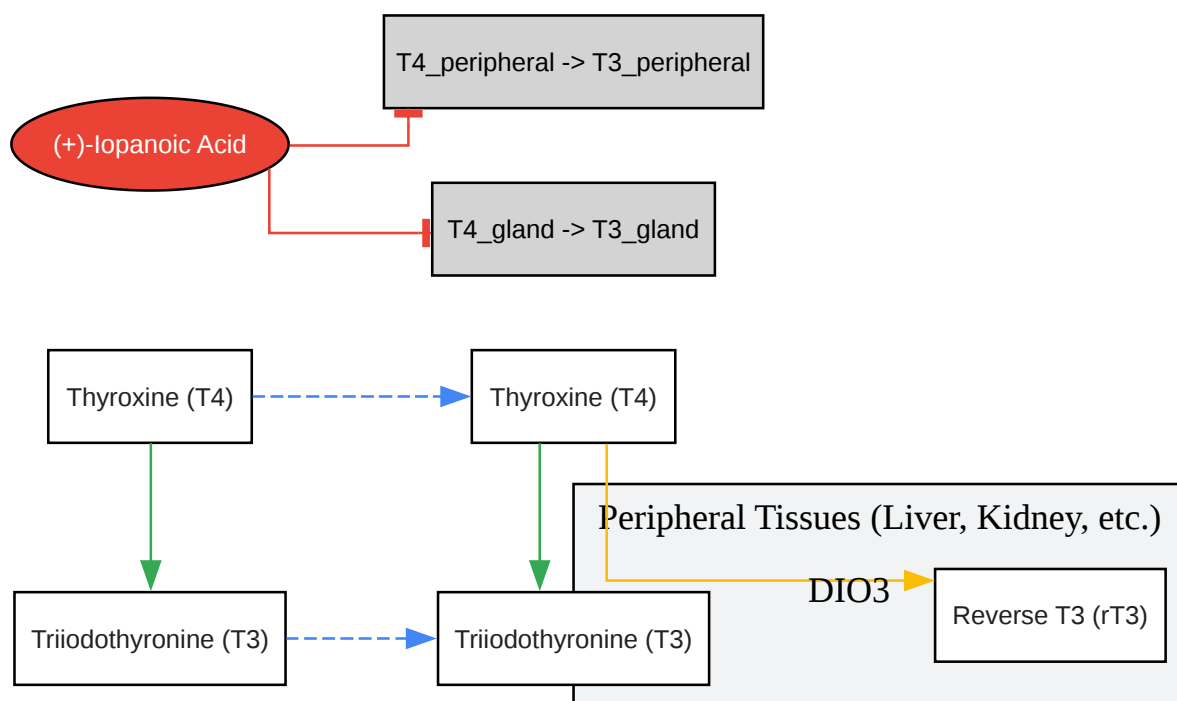 T4_peripheral -> T3_peripheral
(+)-Iopanoic Acid
T4_gland -> T3_gland
Thyroxine (T4)
Thyroxine (T4)
Peripheral Tissues (Liver, Kidney, etc.)
DIO3
Reverse T3 (rT3)
Triiodothyronine (T3)
Triiodothyronine (T3)